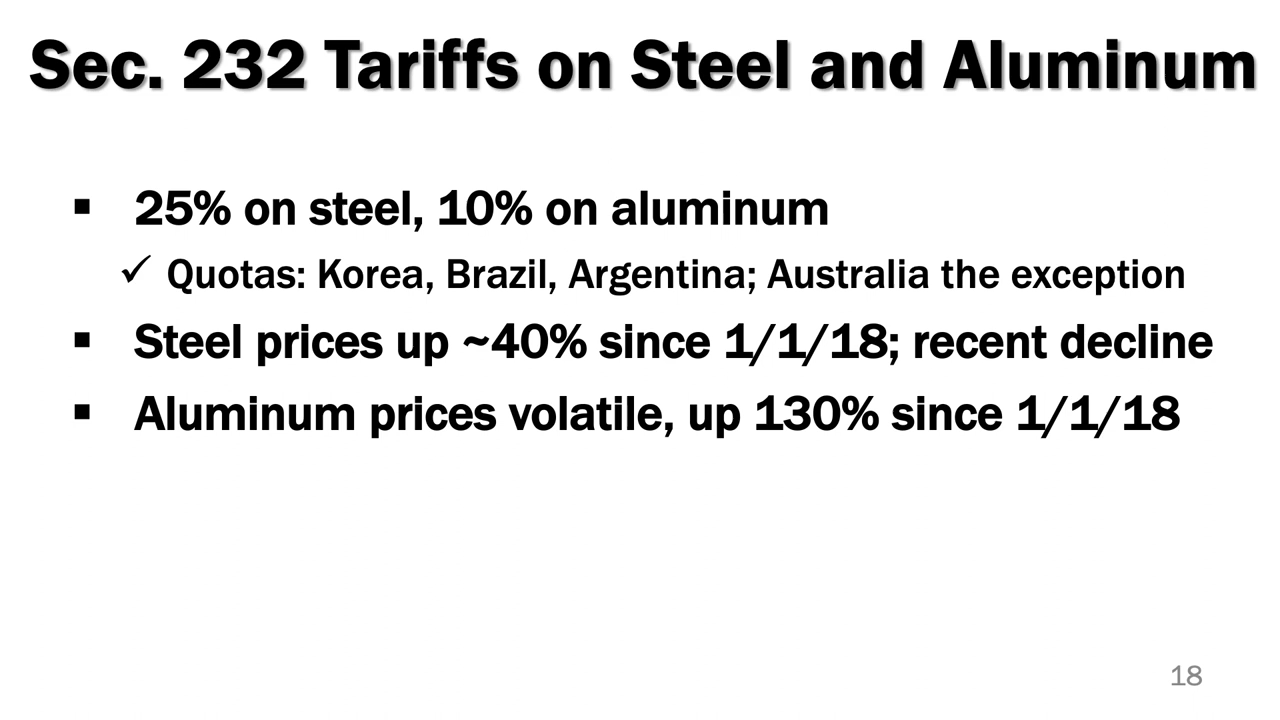 Sec. 232 Tariffs on Steel and Aluminum
▪ 25% on steel, 10% on aluminum
✓ Quotas: Korea, Brazil, Argentina; Australia the exception
▪ Steel prices up ~40% since 1/1/18; recent decline
▪ Aluminum prices volatile, up 130% since 1/1/18
18